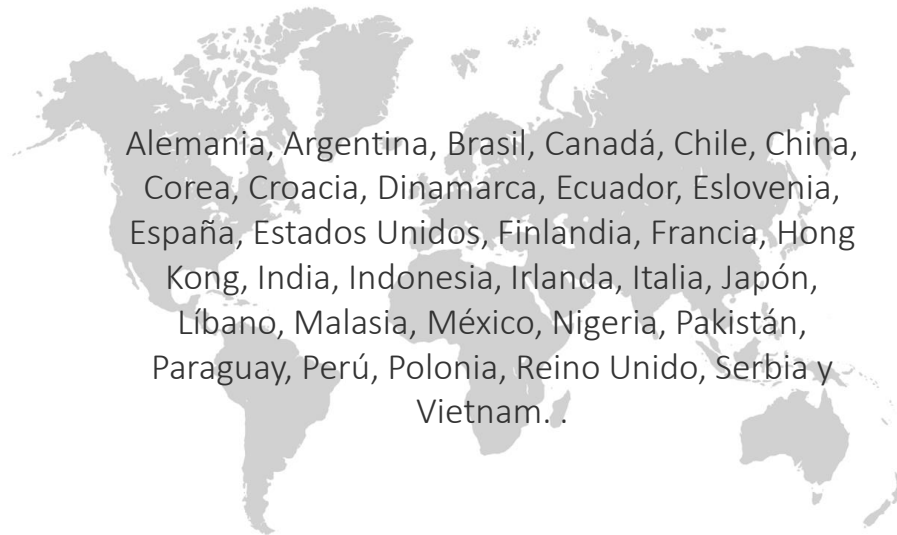 Alemania, Argentina, Brasil, Canadá, Chile, China,
Corea, Croacia, Dinamarca, Ecuador, Eslovenia,
España, Estados Unidos, Finlandia, Francia, Hong
Kong, India, Indonesia, Irlanda, Italia, Japón,
Líbano, Malasia, México, Nigeria, Pakistán,
Paraguay, Perú, Polonia, Reino Unido, Serbia y
Vietnam. .